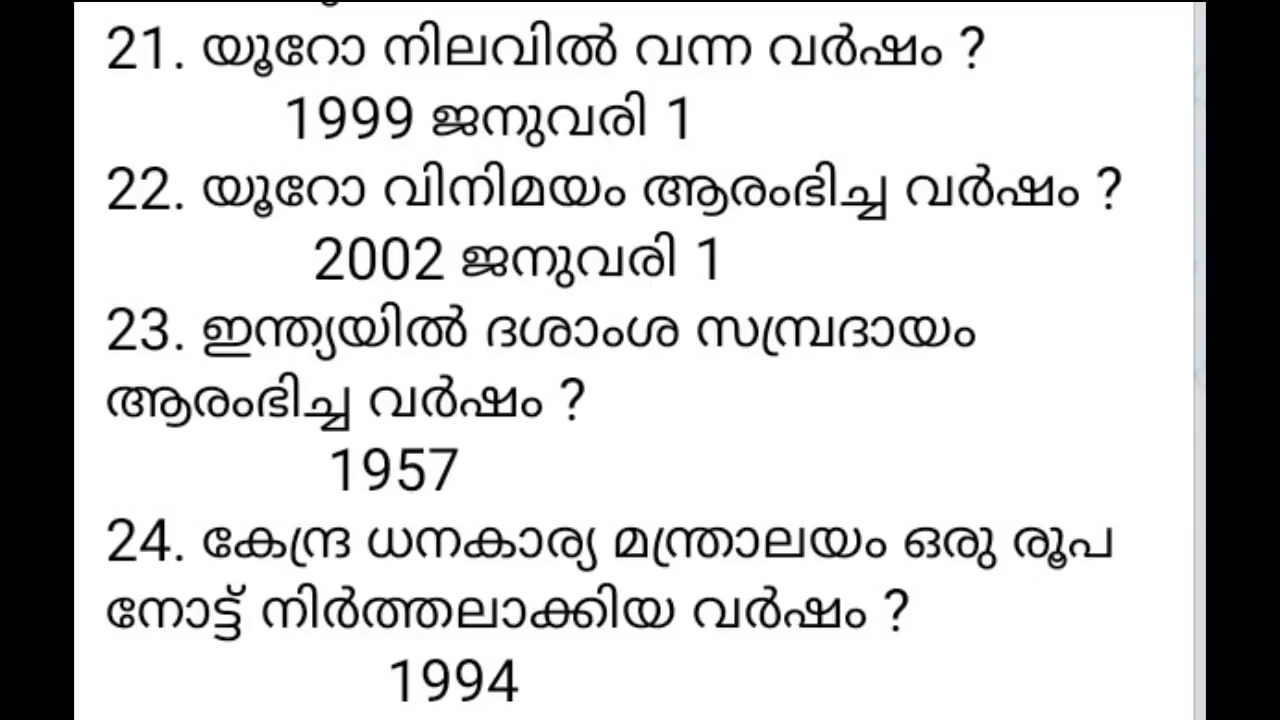 21. യൂറോ നിലവിൽ വന്ന വർഷം ?
1999 ജനുവരി 1
22. യൂറോ വിനിമയം ആരംഭിച്ച വർഷം ?
2002 ജനുവരി 1
23. ഇന്ത്യയിൽ ദശാംശ സമ്പ്രദായം
ആരംഭിച്ച വർഷം ?
1957
24. കേന്ദ്ര ധനകാര്യ മന്ത്രാലയം ഒരു രൂപ
നോട്ട് നിർത്തലാക്കിയ വർഷം ?
1994